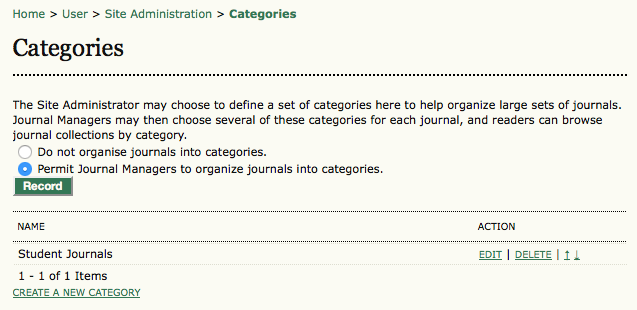 Home > User > Site Administration > Categories
Categories
The Site Administrator may choose to define a set of categories here to help organize large sets of journals.
Journal Managers may then choose several of these categories for each journal, and readers can browse
journal collections by category.
Do not organise journals into categories.
Permit Journal Managers to organize journals into categories.
Record
NAME ACTION
Student Journals EDIT | DELETE | ↑ ↓
1 - 1 of 1 Items
CREATE A NEW CATEGORY